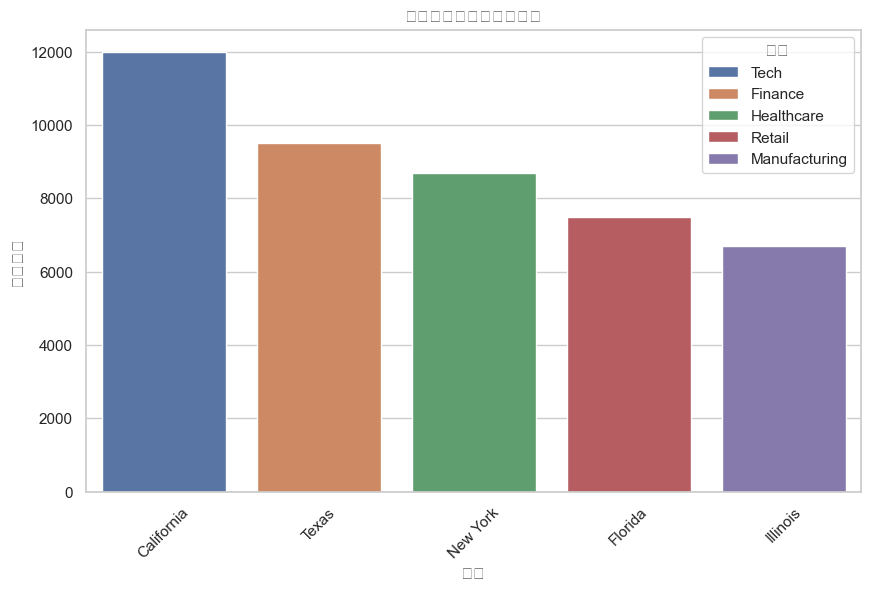 12000
10000
8000
6000
4000
2000
0
Tech
Finance
Healthcare
Retail
Manufacturing
California
Texas
New York
Florida
Illinois